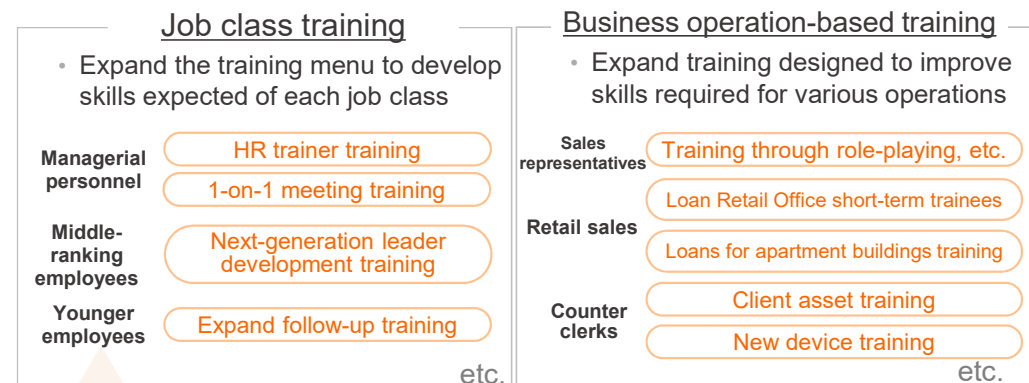 Job class training
• Expand the training menu to develop
skills expected of each job class
Managerial
personnel
HR trainer training
1-on-1 meeting training
Middle-
ranking
employees
Next-generation leader
development training
Younger
employees
Expand follow-up training
etc.
Business operation-based training
• Expand training designed to improve
skills required for various operations
Sales
representatives
Training through role-playing, etc.
Retail sales
Loan Retail Office short-term trainees
Loans for apartment buildings training
Counter
clerks
Client asset training
New device training
etc.